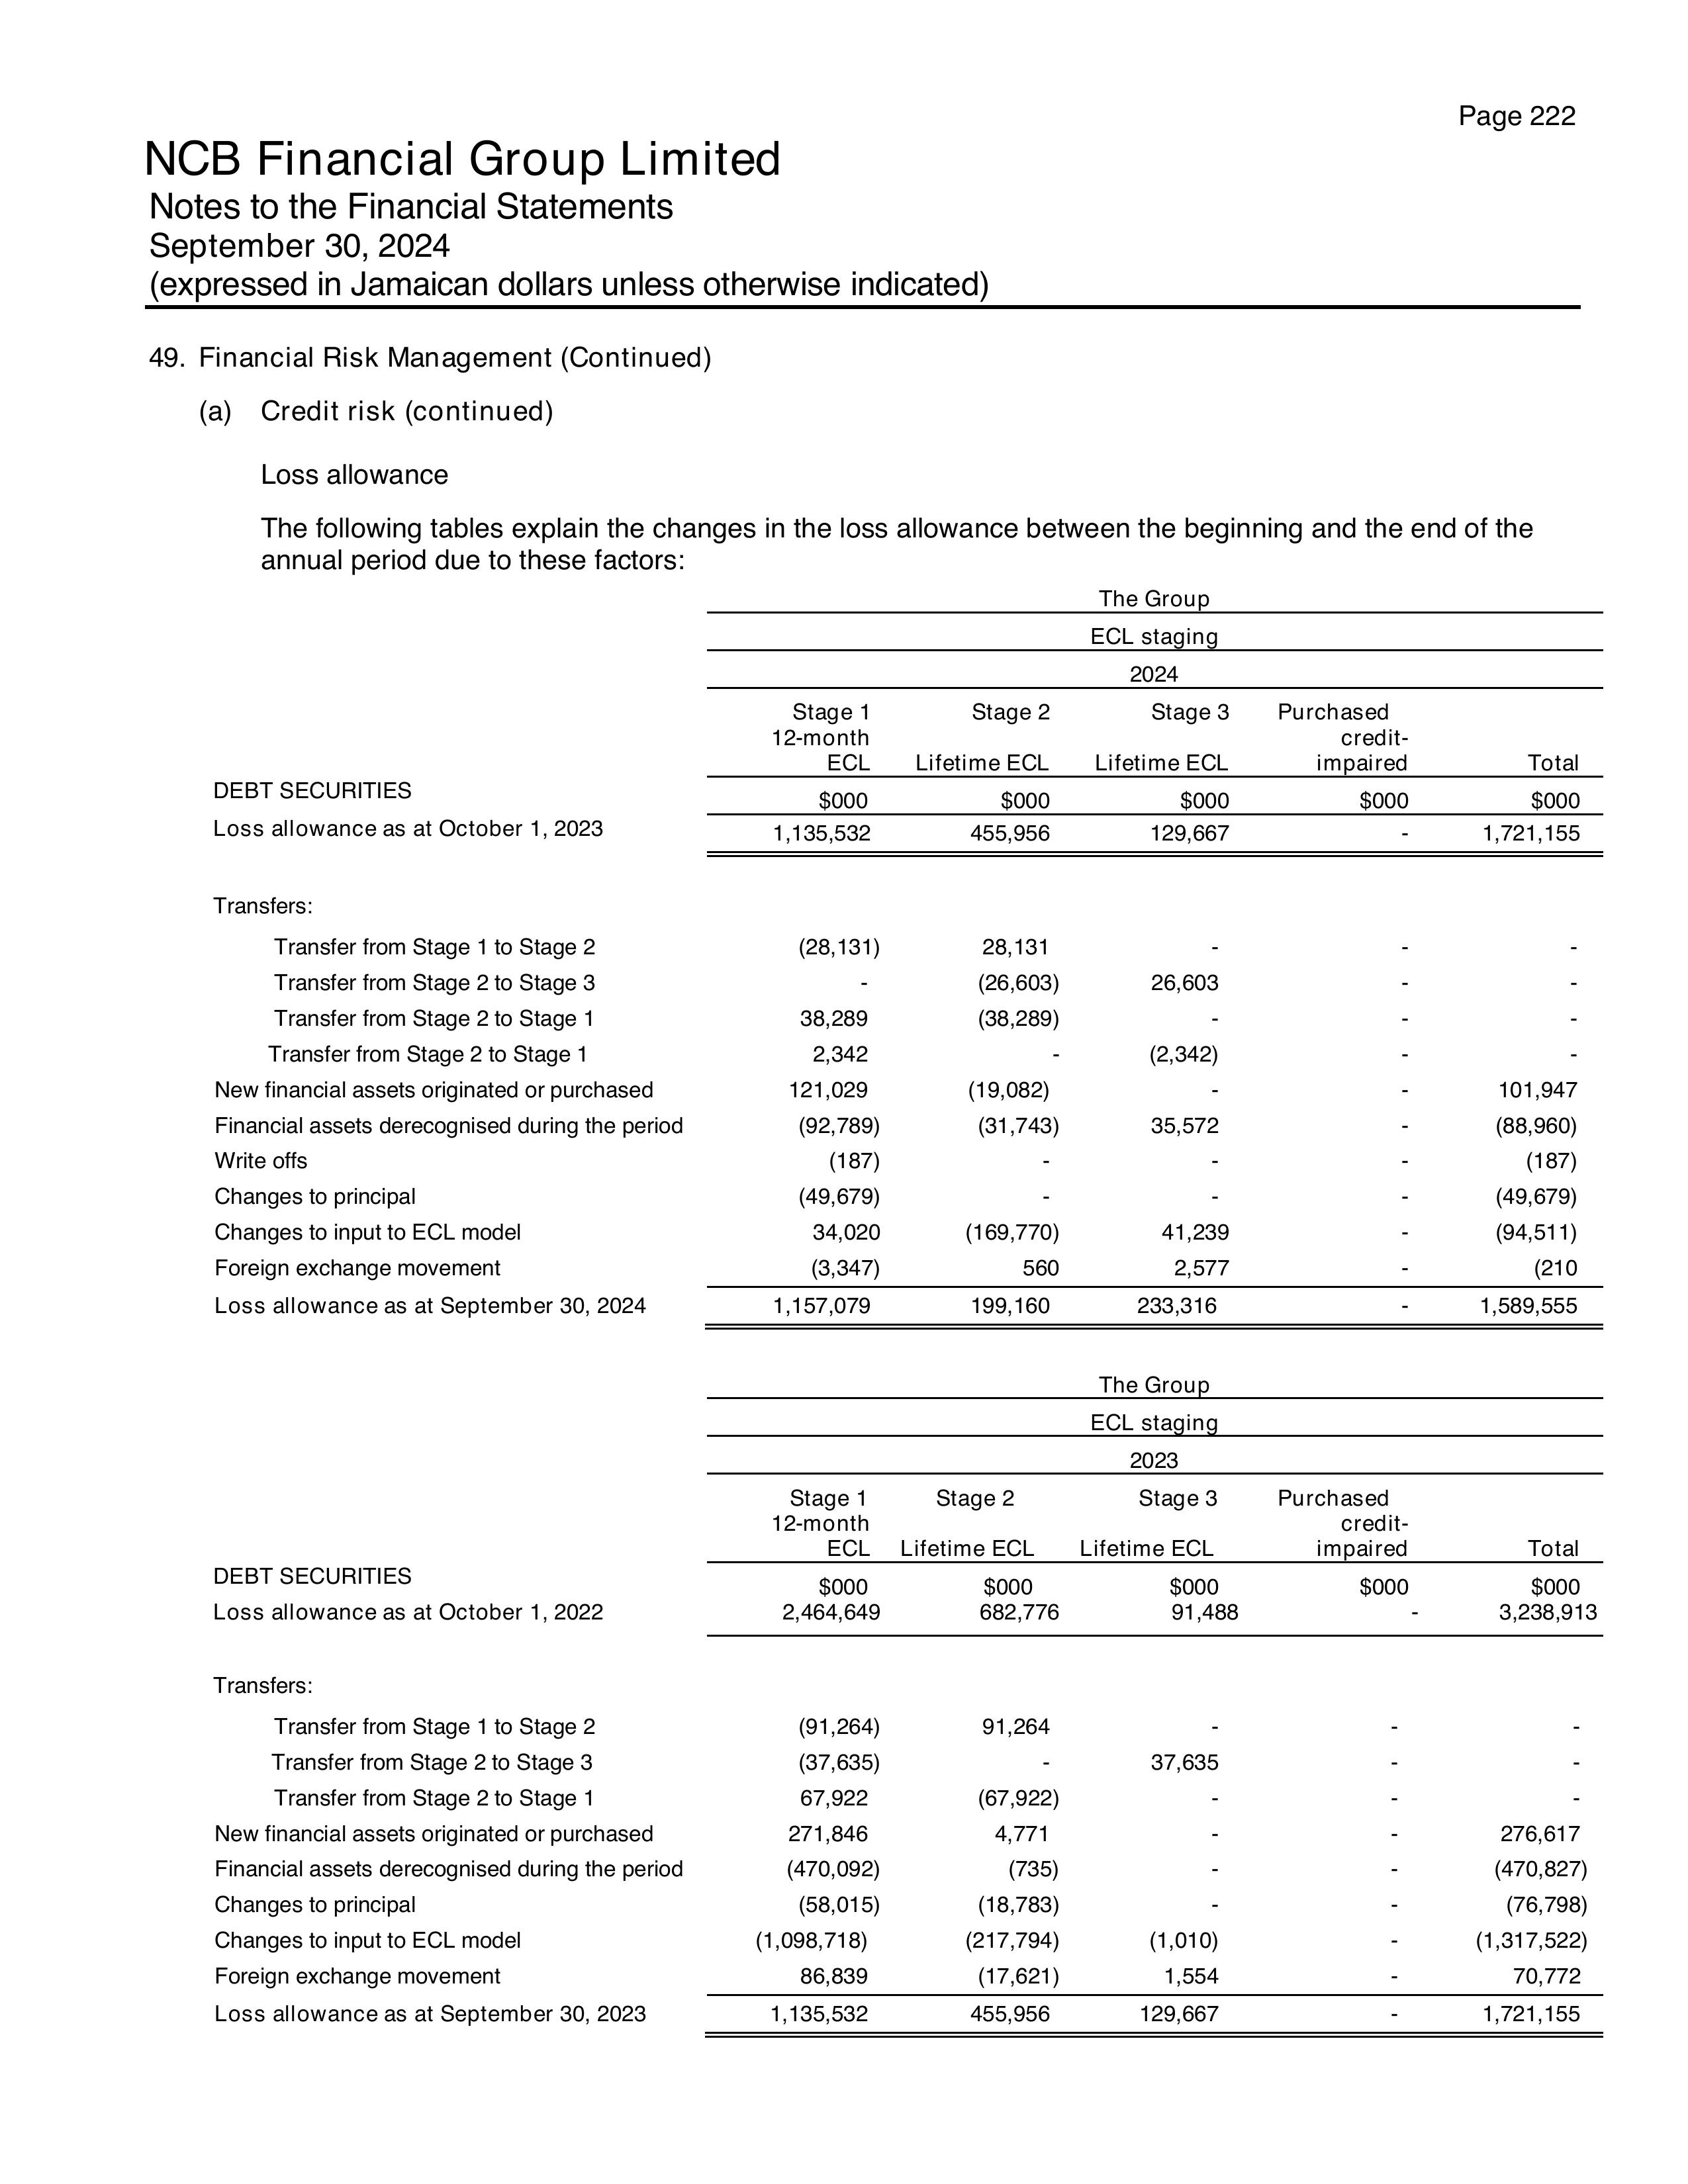 Page 222
NCB Financial Group Limited
Notes to the Financial Statements
September 30, 2024
(expressed in Jamaican dollars unless otherwise indicated)
49. Financial Risk Management (Continued)
(a) Credit risk (continued)
Loss allowance
The following tables explain the changes in the loss allowance between the beginning and the end of the
annual period due to these factors:
The Group
ECL staging
2024
Stage 1 Stage 2 Stage 3 Purchased
12-month credit-
ECL Lifetime ECL Lifetime ECL impaired Total
DEBT SECURITIES $000 $000 $000 $000 $000
Loss allowance as at October 1, 2023 1,135,532 455,956 129,667 - 1,721,155
Transfers:
Transfer from Stage 1 to Stage 2 (28,131) 28,131 - - -
Transfer from Stage 2 to Stage 3 - (26,603) 26,603 - -
Transfer from Stage 2 to Stage 1 38,289 (38,289) - - -
Transfer from Stage 2 to Stage 1 2,342 - (2,342) - -
New financial assets originated or purchased 121,029 (19,082) - - 101,947
Financial assets derecognised during the period (92,789) (31,743) 35,572 - (88,960)
Write offs (187) - - - (187)
Changes to principal (49,679) - - - (49,679)
Changes to input to ECL model 34,020 (169,770) 41,239 - (94,511)
Foreign exchange movement (3,347) 560 2,577 - (210
Loss allowance as at September 30, 2024 1,157,079 199,160 233,316 - 1,589,555
The Group
ECL staging
2023
Stage 1 Stage 2 Stage 3 Purchased
12-month credit-
ECL Lifetime ECL Lifetime ECL impaired Total
DEBT SECURITIES $000 $000 $000 $000 $000
Loss allowance as at October 1, 2022 2,464,649 682,776 91,488 - 3,238,913
Transfers:
Transfer from Stage 1 to Stage 2 (91,264) 91,264 - - -
Transfer from Stage 2 to Stage 3 (37,635) - 37,635 - -
Transfer from Stage 2 to Stage 1 67,922 (67,922) - - -
New financial assets originated or purchased 271,846 4,771 - - 276,617
Financial assets derecognised during the period (470,092) (735) - - (470,827)
Changes to principal (58,015) (18,783) - - (76,798)
Changes to input to ECL model (1,098,718) (217,794) (1,010) - (1,317,522)
Foreign exchange movement 86,839 (17,621) 1,554 - 70,772
Loss allowance as at September 30, 2023 1,135,532 455,956 129,667 - 1,721,155